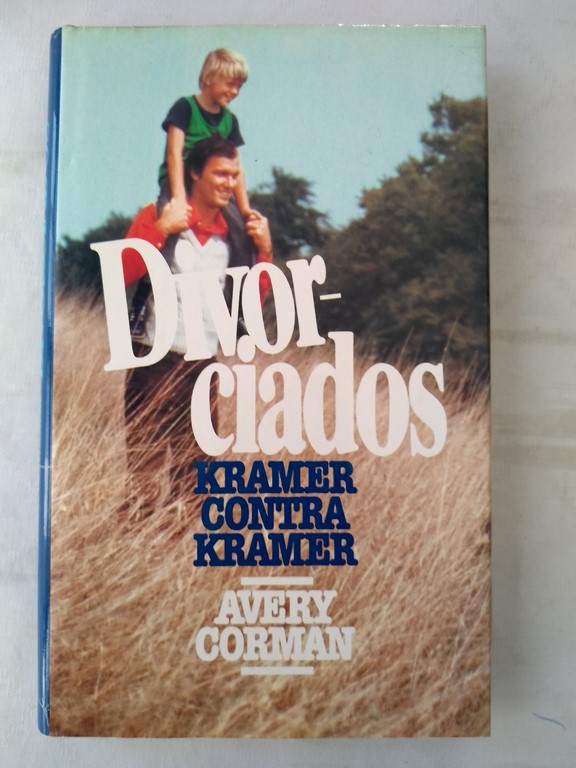 Divor-
ciados
KRAMER
CONTRA
KRAMER
AVERY
CORMAN